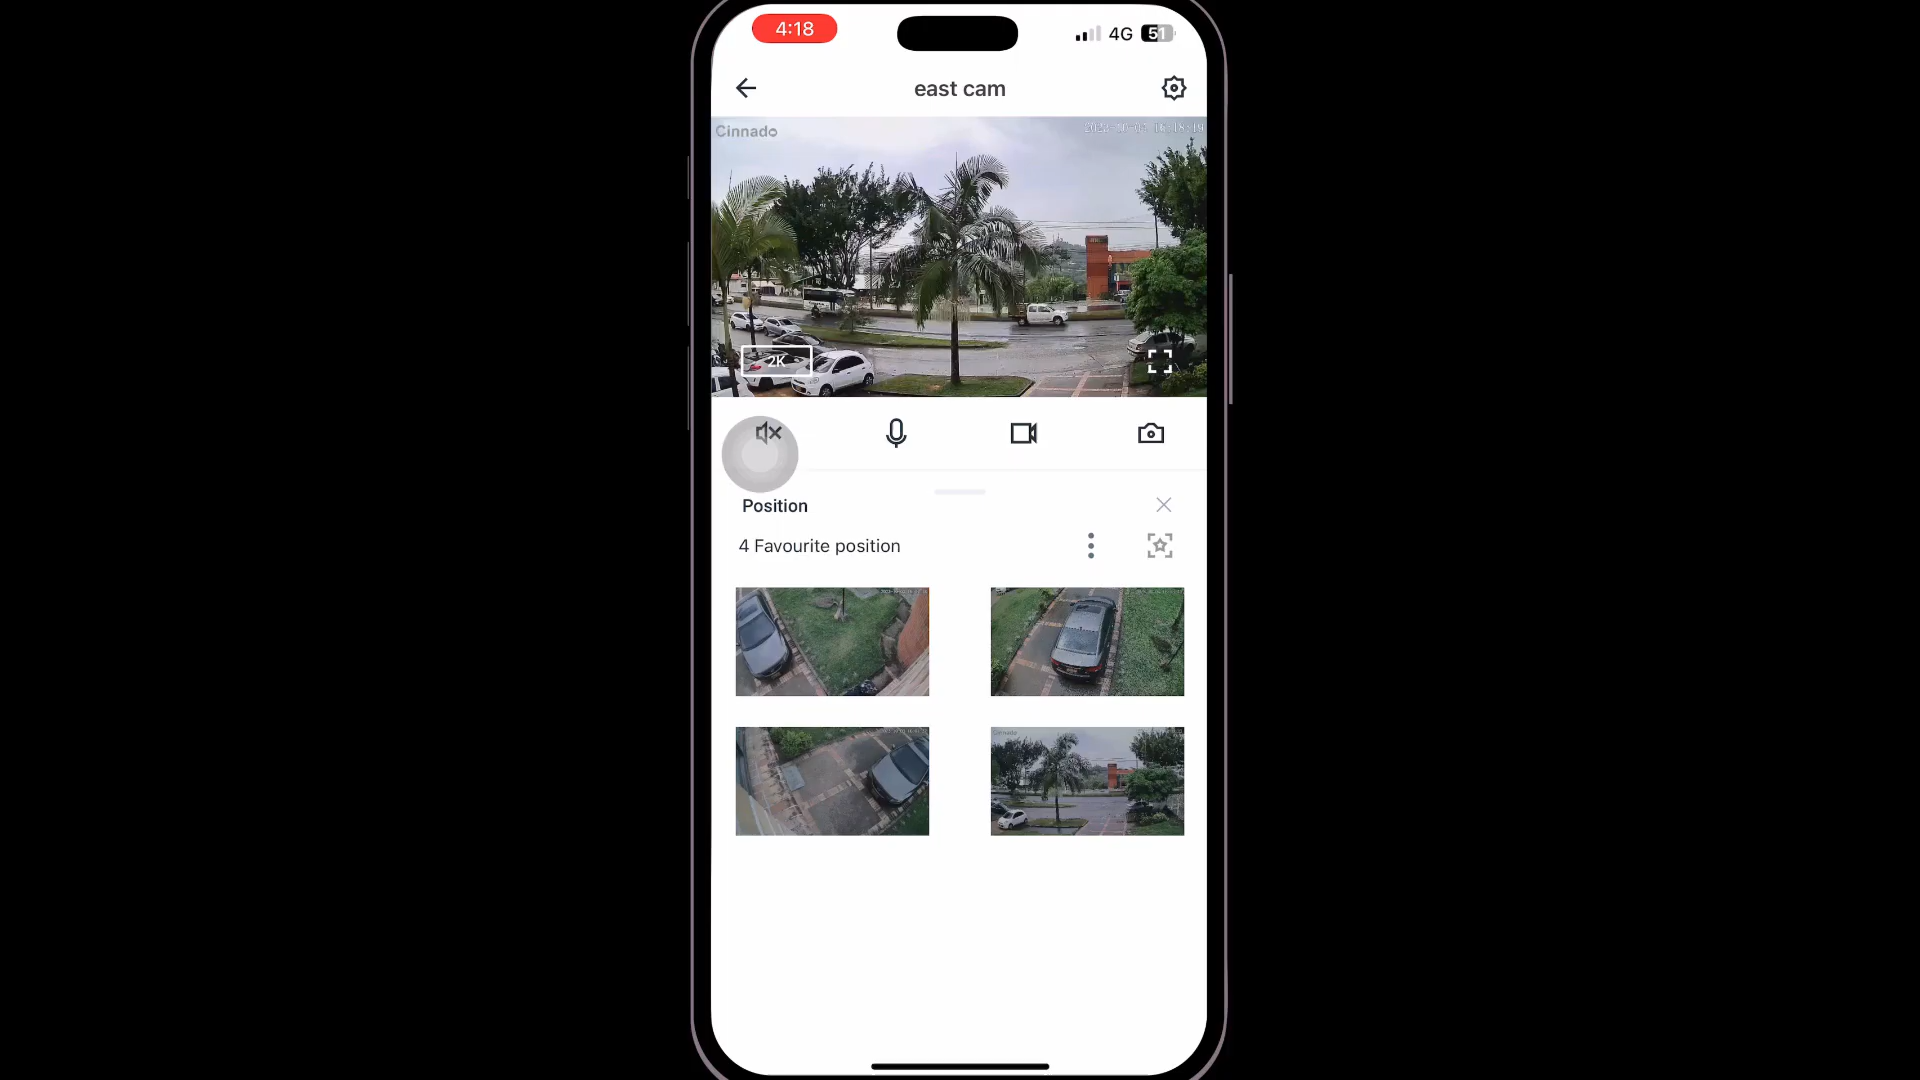 4:18
4G 51
east cam
Cinnado
2K
Position
4 Favourite position